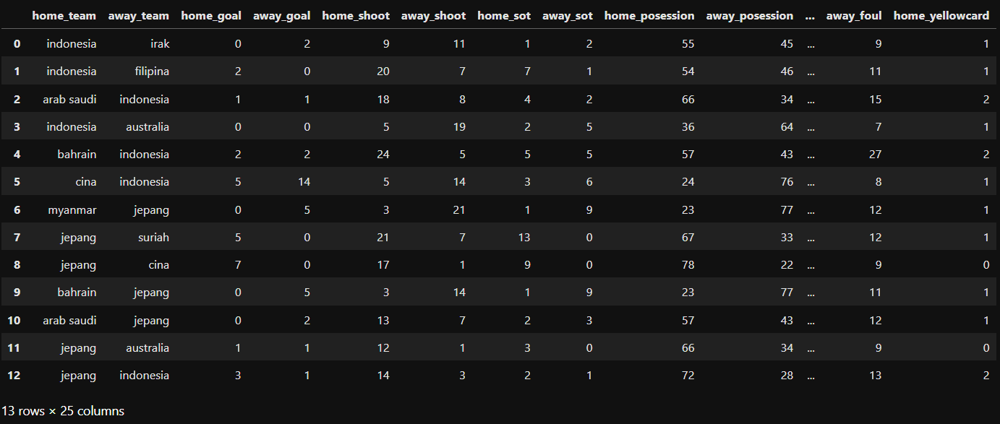 home_team away_team home_goal away_goal home_shoot away_shoot home_sot away_sot home_posession away_posession ... away_foul home_yellowcard
0 indonesia irak 0 2 9 11 1 2 55 45 ... 9 1
1 indonesia filipina 2 0 20 7 7 1 54 46 ... 11 1
2 arab saudi indonesia 1 1 18 8 4 2 66 34 ... 15 2
3 indonesia australia 0 0 5 19 2 5 36 64 ... 7 1
4 bahrain indonesia 2 2 24 5 5 5 57 43 ... 27 2
5 cina indonesia 5 14 5 14 3 6 24 76 ... 8 1
6 myanmar jepang 0 5 3 21 1 9 23 77 ... 12 1
7 jepang suriah 5 0 21 7 13 0 67 33 ... 12 1
8 jepang cina 7 0 17 1 9 0 78 22 ... 9 0
9 bahrain jepang 0 5 3 14 1 9 23 77 ... 11 1
10 arab saudi jepang 0 2 13 7 2 3 57 43 ... 12 1
11 jepang australia 1 1 12 1 3 0 66 34 ... 9 0
12 jepang indonesia 3 1 14 3 2 1 72 28 ... 13 2
13 rows × 25 columns